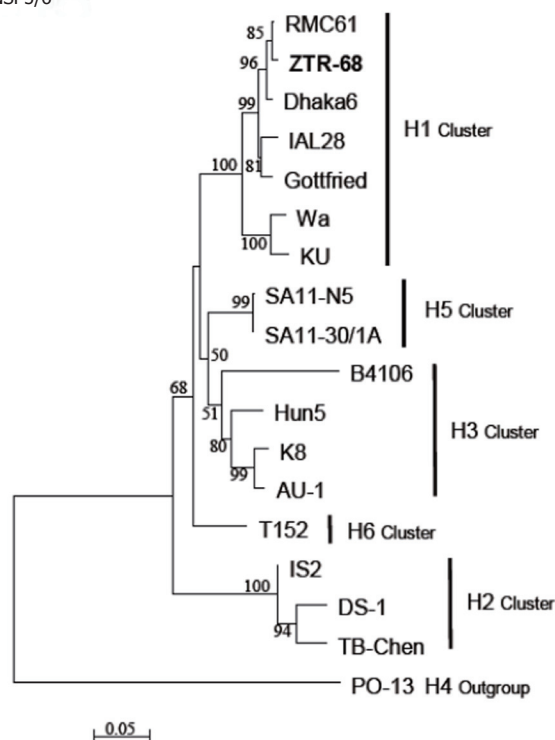 85
RMC61
96
ZTR-68
99
Dhaka6
IAL28
H1 Cluster
100
81
Gottfried
Wa
100
KU
99
SA11-N5
H5 Cluster
SA11-30/1A
50
B4106
68
51
Hun5
H3 Cluster
80
K8
99
AU-1
T152
H6 Cluster
IS2
100
H2 Cluster
DS-1
94
TB-Chen
PO-13 H4 Outgroup
0.05